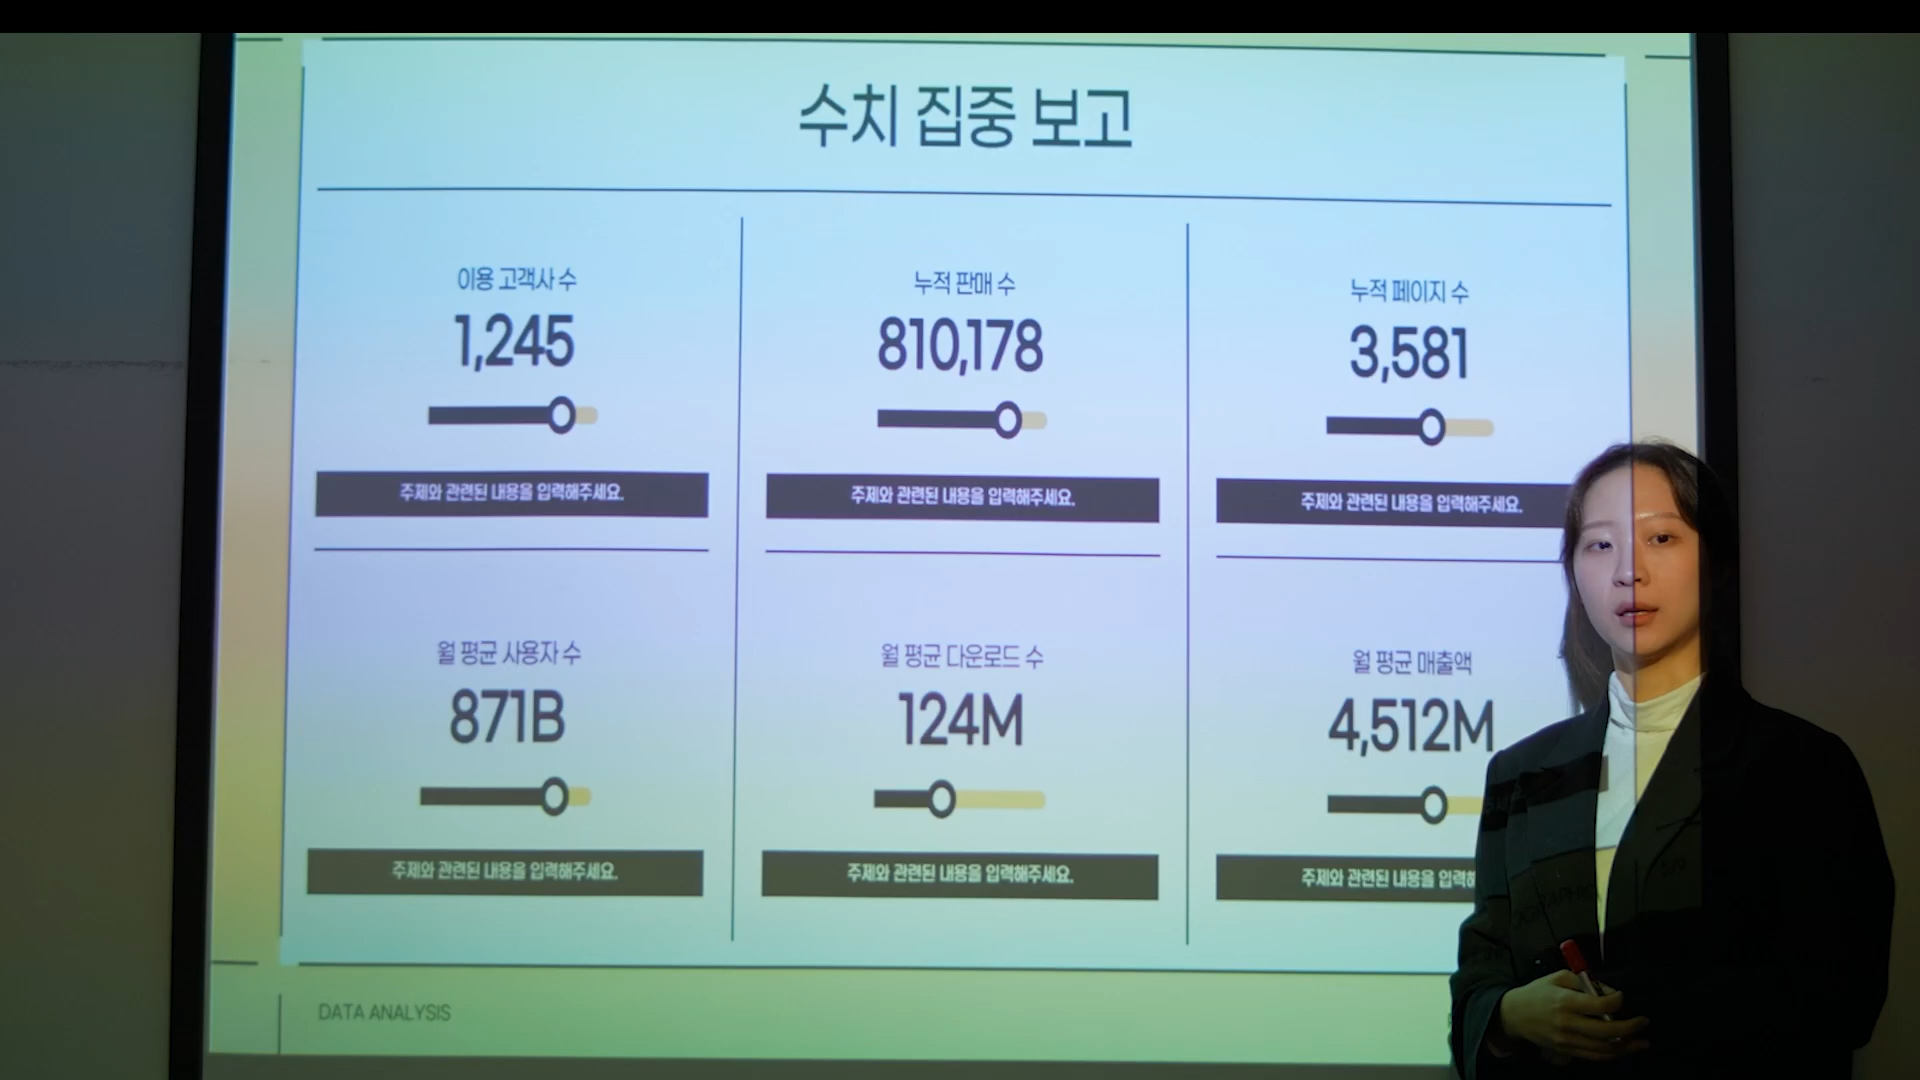 수치 집중 보고
이용 고객사 수
1,245
주제와 관련된 내용을 입력해주세요.
누적 판매 수
810,178
주제와 관련된 내용을 입력해주세요.
누적 페이지 수
3,581
주제와 관련된 내용을 입력해주세요.
월 평균 사용자 수
871B
주제와 관련된 내용을 입력해주세요.
월 평균 다운로드 수
124M
주제와 관련된 내용을 입력해주세요.
월 평균 매출액
4,512M
주제와 관련된 내용을 입력해
DATA ANALYSIS